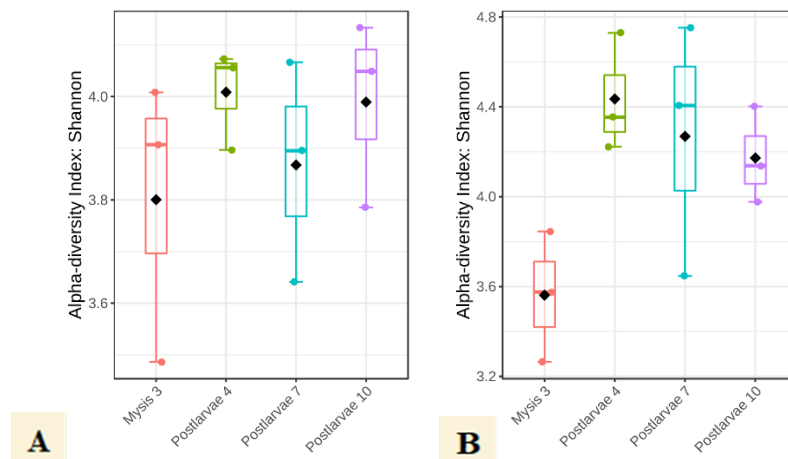 Alpha-diversity Index: Shannon
4.0
3.8
3.6
Mysis 3
Postlarvae 4
Postlarvae 7
Postlarvae 10
A
Alpha-diversity Index: Shannon
4.8
4.4
4.0
3.6
3.2
Mysis 3
Postlarvae 4
Postlarvae 7
Postlarvae 10
B